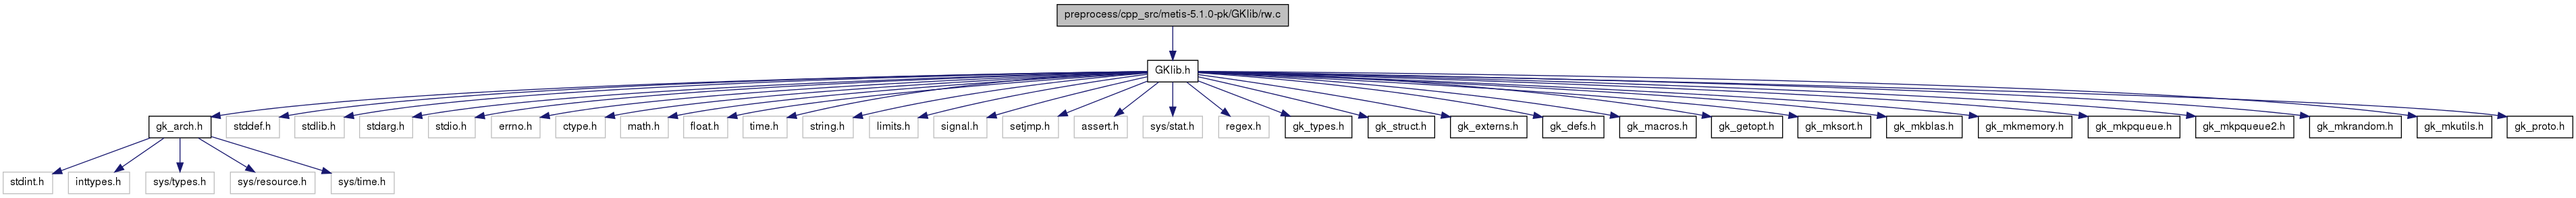 preprocess/cpp_src/metis-5.1.0-pk/GKlib/rw.c
GKlib.h
gk_arch.h
stddef.h
stdlib.h
stdarg.h
stdio.h
errno.h
ctype.h
math.h
float.h
time.h
string.h
limits.h
signal.h
setjmp.h
assert.h
sys/stat.h
regex.h
gk_types.h
gk_struct.h
gk_externs.h
gk_defs.h
gk_macros.h
gk_getopt.h
gk_mksort.h
gk_mkblas.h
gk_mkmemory.h
gk_mkpqueue.h
gk_mkpqueue2.h
gk_mkrandom.h
gk_mkutils.h
gk_proto.h
stdint.h
inttypes.h
sys/types.h
sys/resource.h
sys/time.h